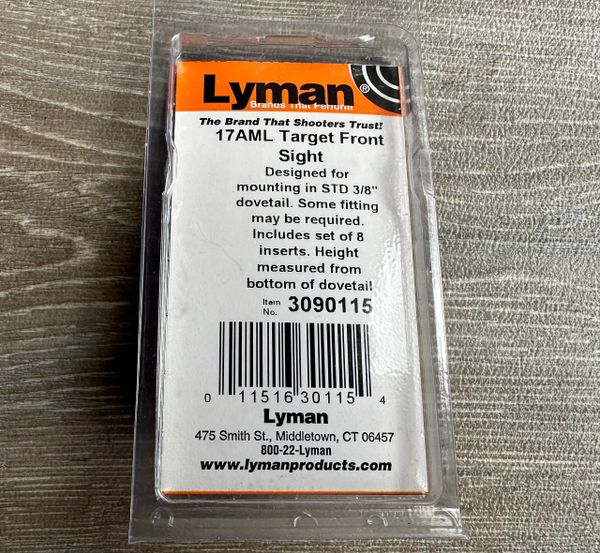 Lyman®
Brands That Perform
The Brand That Shooters Trust!
17AML Target Front
Sight
Designed for
mounting in STD 3/8"
dovetail. Some fitting
may be required.
Includes set of 8
inserts. Height
measured from
bottom of dovetail
Item No. 3090115
0 11516 30115 4
Lyman
475 Smith St., Middletown, CT 06457
800-22-Lyman
www.lymanproducts.com